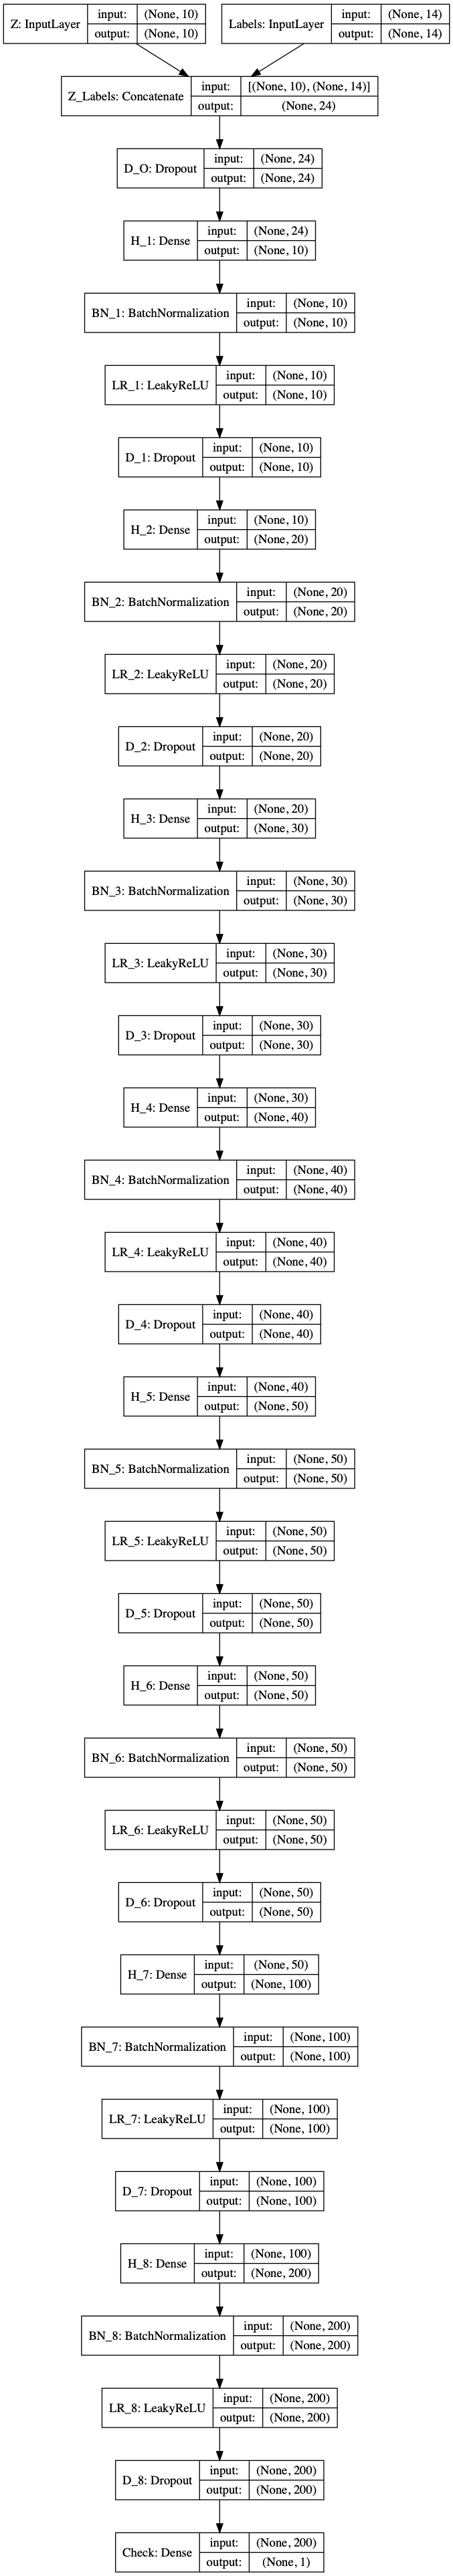 Z: InputLayer input: (None, 10)
output: (None, 10)
Labels: InputLayer input: (None, 14)
output: (None, 14)
Z_Labels: Concatenate input: [(None, 10), (None, 14)]
output: (None, 24)
D_O: Dropout input: (None, 24)
output: (None, 24)
H_1: Dense input: (None, 24)
output: (None, 10)
BN_1: BatchNormalization input: (None, 10)
output: (None, 10)
LR_1: LeakyReLU input: (None, 10)
output: (None, 10)
D_1: Dropout input: (None, 10)
output: (None, 10)
H_2: Dense input: (None, 10)
output: (None, 20)
BN_2: BatchNormalization input: (None, 20)
output: (None, 20)
LR_2: LeakyReLU input: (None, 20)
output: (None, 20)
D_2: Dropout input: (None, 20)
output: (None, 20)
H_3: Dense input: (None, 20)
output: (None, 30)
BN_3: BatchNormalization input: (None, 30)
output: (None, 30)
LR_3: LeakyReLU input: (None, 30)
output: (None, 30)
D_3: Dropout input: (None, 30)
output: (None, 30)
H_4: Dense input: (None, 30)
output: (None, 40)
BN_4: BatchNormalization input: (None, 40)
output: (None, 40)
LR_4: LeakyReLU input: (None, 40)
output: (None, 40)
D_4: Dropout input: (None, 40)
output: (None, 40)
H_5: Dense input: (None, 40)
output: (None, 50)
BN_5: BatchNormalization input: (None, 50)
output: (None, 50)
LR_5: LeakyReLU input: (None, 50)
output: (None, 50)
D_5: Dropout input: (None, 50)
output: (None, 50)
H_6: Dense input: (None, 50)
output: (None, 50)
BN_6: BatchNormalization input: (None, 50)
output: (None, 50)
LR_6: LeakyReLU input: (None, 50)
output: (None, 50)
D_6: Dropout input: (None, 50)
output: (None, 50)
H_7: Dense input: (None, 50)
output: (None, 100)
BN_7: BatchNormalization input: (None, 100)
output: (None, 100)
LR_7: LeakyReLU input: (None, 100)
output: (None, 100)
D_7: Dropout input: (None, 100)
output: (None, 100)
H_8: Dense input: (None, 100)
output: (None, 200)
BN_8: BatchNormalization input: (None, 200)
output: (None, 200)
LR_8: LeakyReLU input: (None, 200)
output: (None, 200)
D_8: Dropout input: (None, 200)
output: (None, 200)
Check: Dense input: (None, 200)
output: (None, 1)